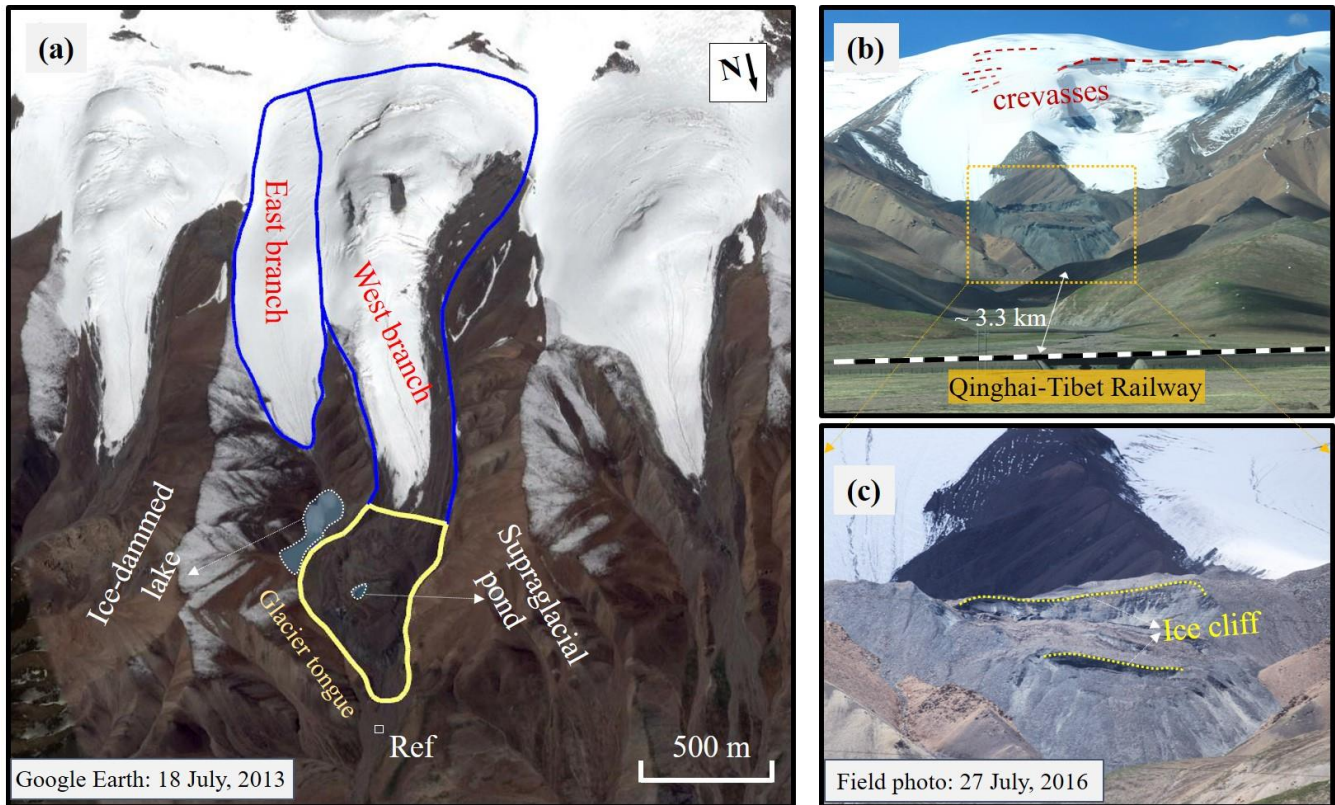 (a)
N
East branch
West branch
Ice-dammed
lake
Supraglacial
pond
Glacier tongue
Ref
500 m
Google Earth: 18 July, 2013
(b)
crevasses
~ 3.3 km
Qinghai-Tibet Railway
(c)
Ice cliff
Field photo: 27 July, 2016